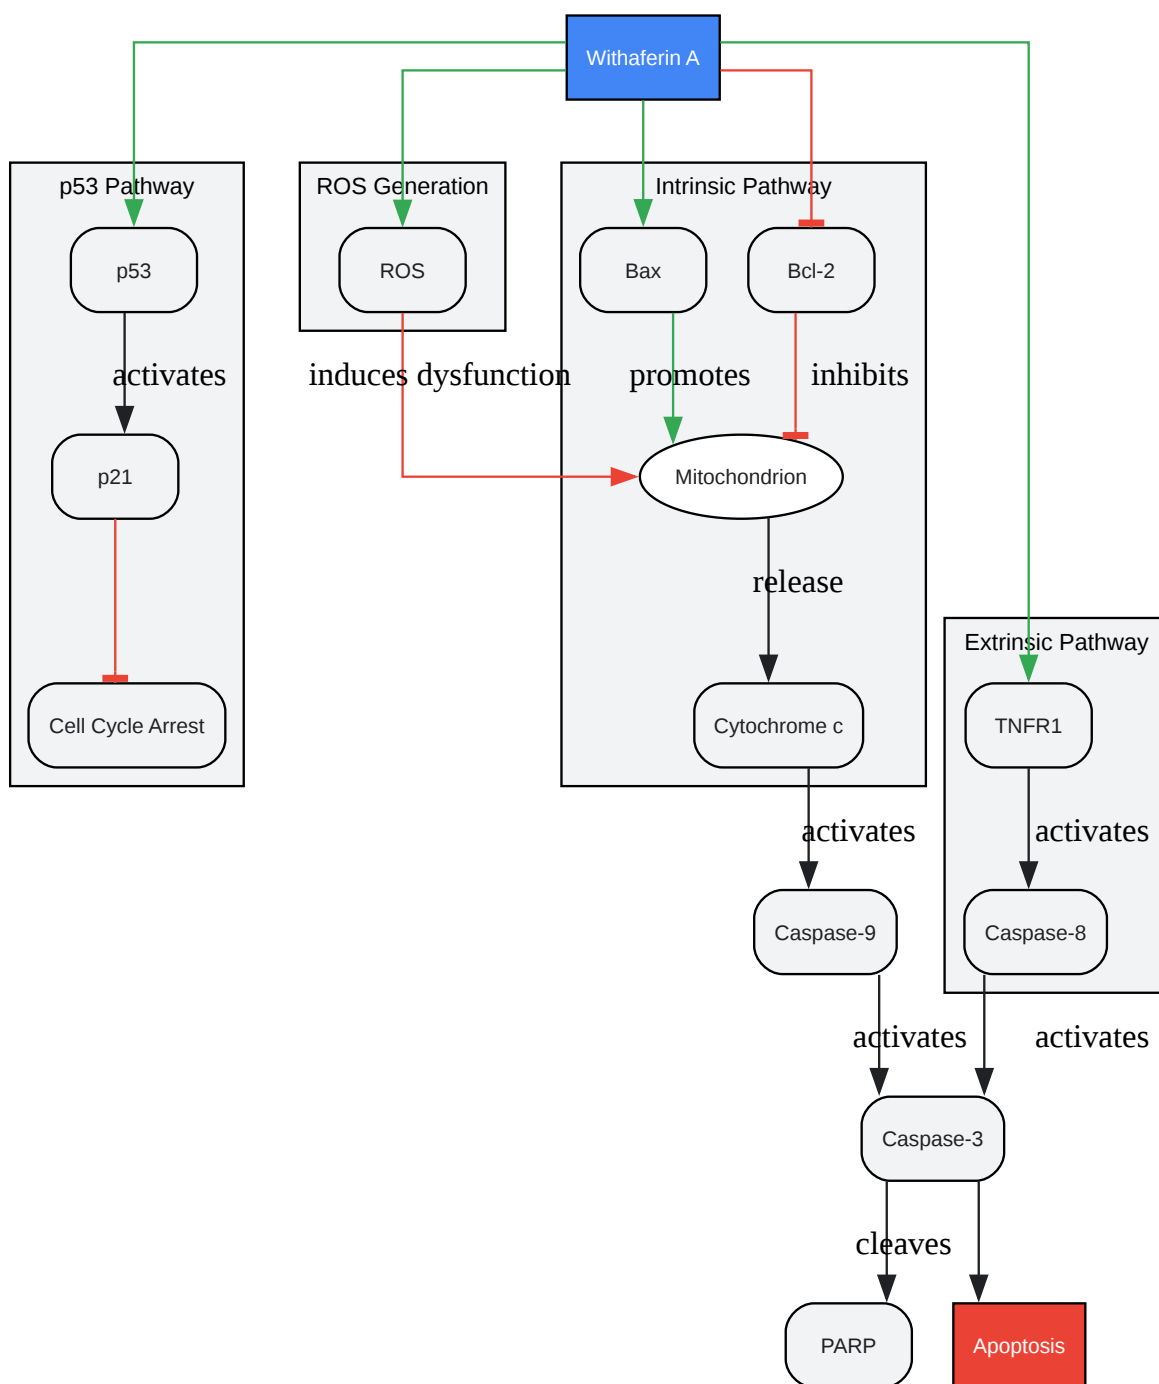 Withaferin A
p53 Pathway
ROS Generation
Intrinsic Pathway
p53
ROS
Bax
Bcl-2
activates
induces dysfunction
promotes
inhibits
p21
Mitochondrion
release
Extrinsic Pathway
Cell Cycle Arrest
Cytochrome c
TNFR1
activates
activates
Caspase-9
Caspase-8
activates
activates
Caspase-3
cleaves
PARP
Apoptosis